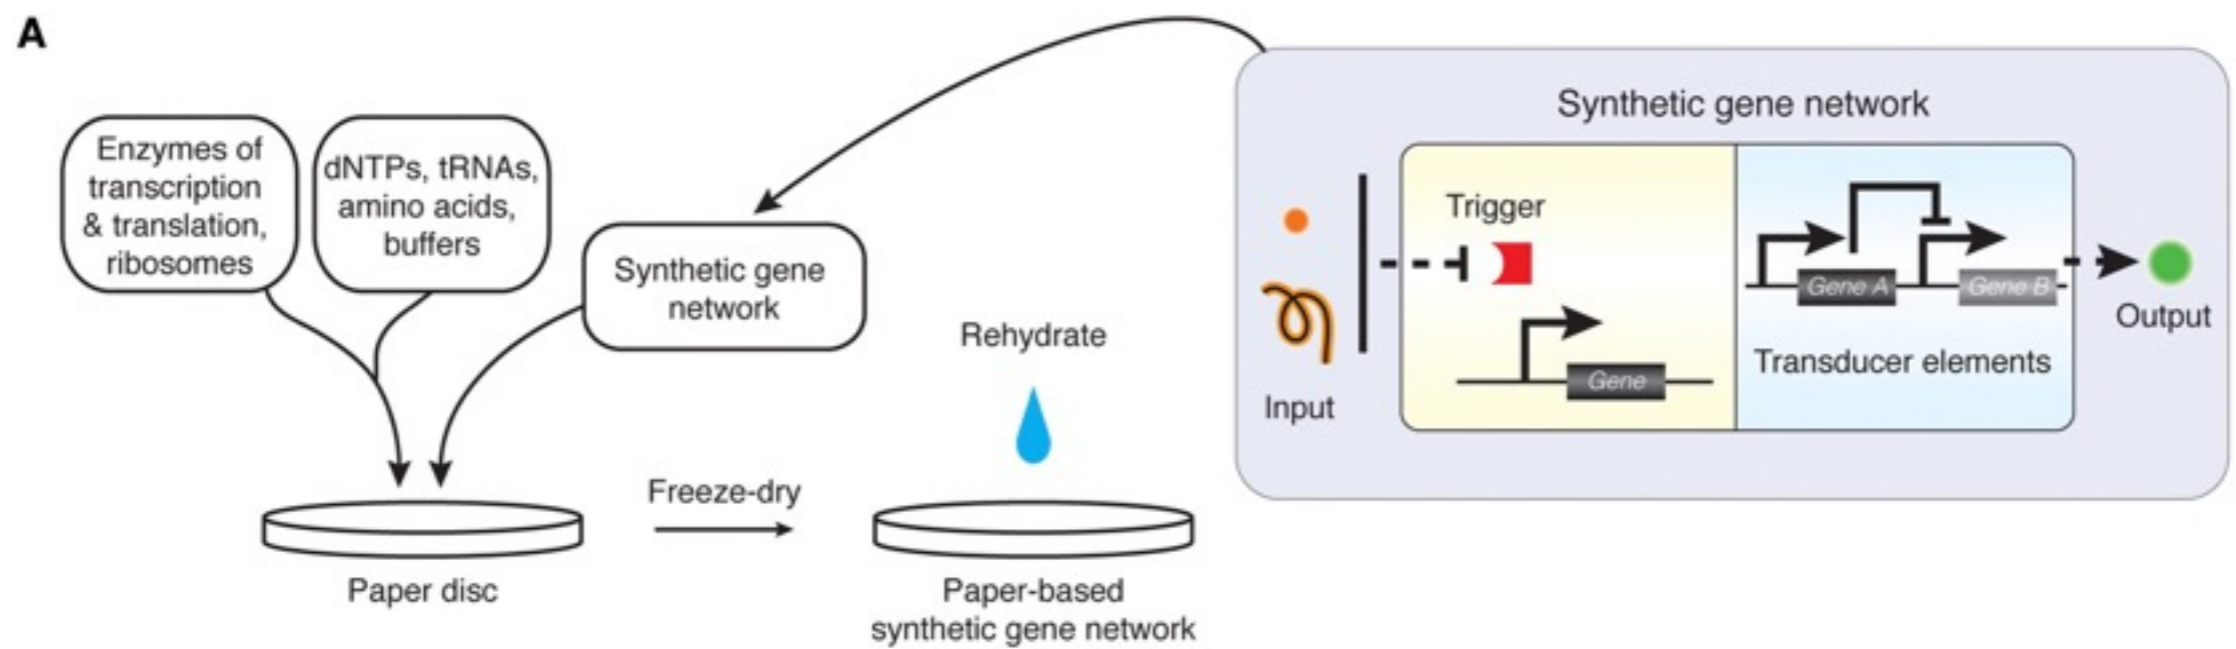 A
Enzymes of
transcription
& translation,
ribosomes
dNTPs, tRNAs,
amino acids,
buffers
Synthetic gene
network
Paper disc
Freeze-dry
Rehydrate
Paper-based
synthetic gene network
Synthetic gene network
Input
Trigger
Gene
Gene A
Gene B
Transducer elements
Output